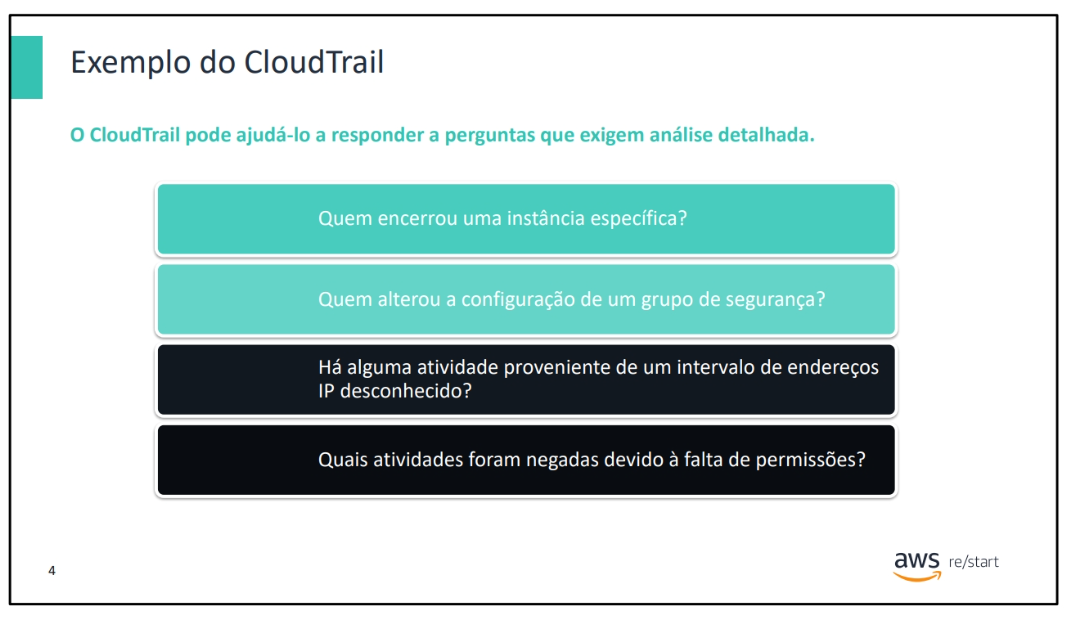 Exemplo do CloudTrail
O CloudTrail pode ajudá-lo a responder a perguntas que exigem análise detalhada.
Quem encerrou uma instância específica?
Quem alterou a configuração de um grupo de segurança?
Há alguma atividade proveniente de um intervalo de endereços
IP desconhecido?
Quais atividades foram negadas devido à falta de permissões?
4
aws re/start